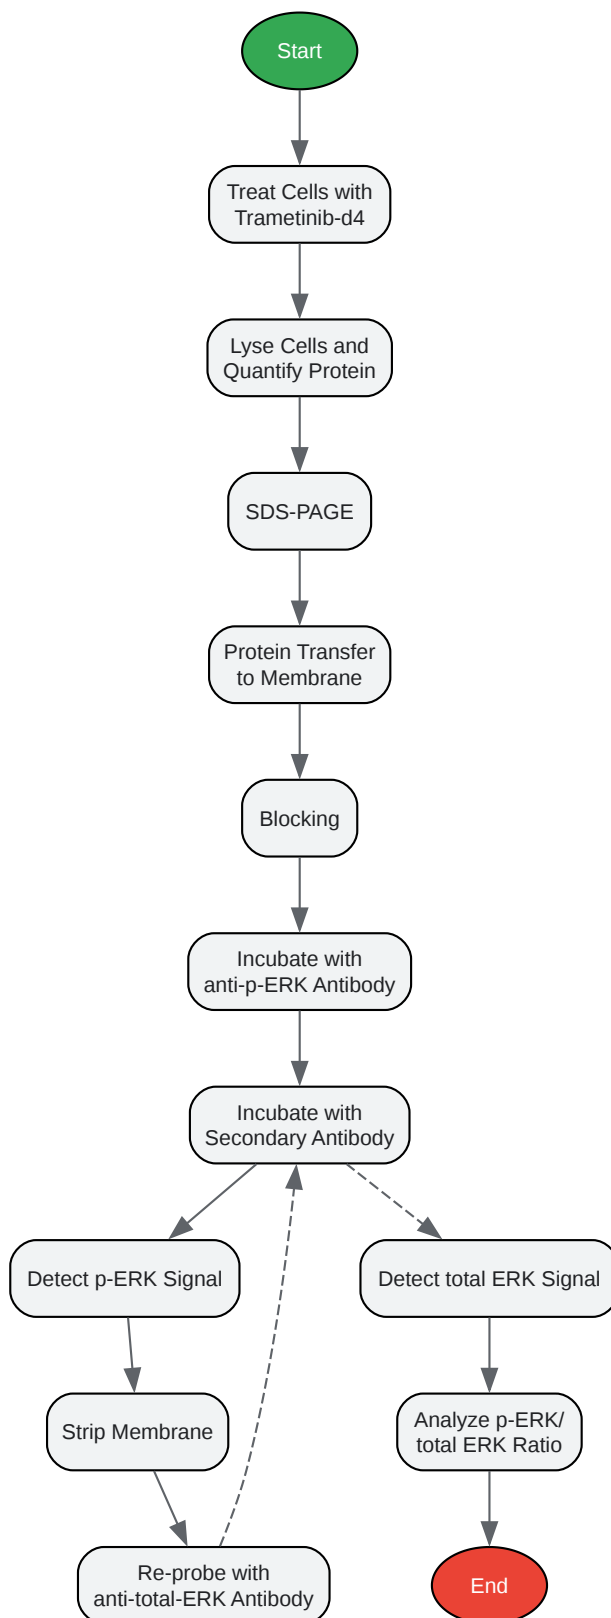 Start
Treat Cells with
Trametinib-d4
Lyse Cells and
Quantify Protein
SDS-PAGE
Protein Transfer
to Membrane
Blocking
Incubate with
anti-p-ERK Antibody
Incubate with
Secondary Antibody
Detect p-ERK Signal
Detect total ERK Signal
Strip Membrane
Analyze p-ERK/
total ERK Ratio
Re-probe with
anti-total-ERK Antibody
End